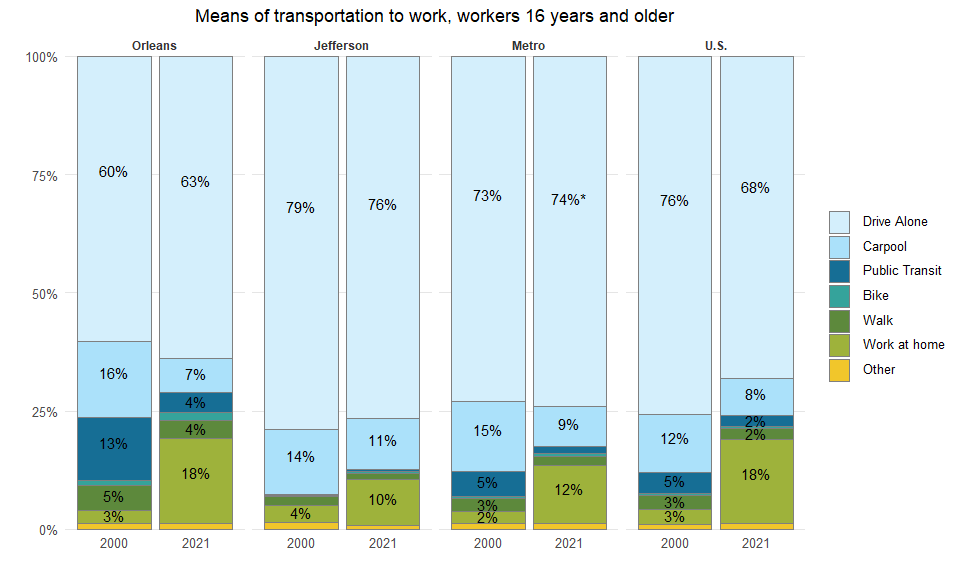 Means of transportation to work, workers 16 years and older
Orleans Jefferson Metro U.S.
100%
75%
50%
25%
0%
60% 63% 79% 76% 73% 74%* 76% 68%
16% 7% 14% 11% 15% 9% 12% 8%
13% 4% 5% 5% 2%
5% 4% 3% 3% 2%
3% 18% 4% 10% 2% 12% 3% 18%
2000 2021 2000 2021 2000 2021 2000 2021
Drive Alone
Carpool
Public Transit
Bike
Walk
Work at home
Other